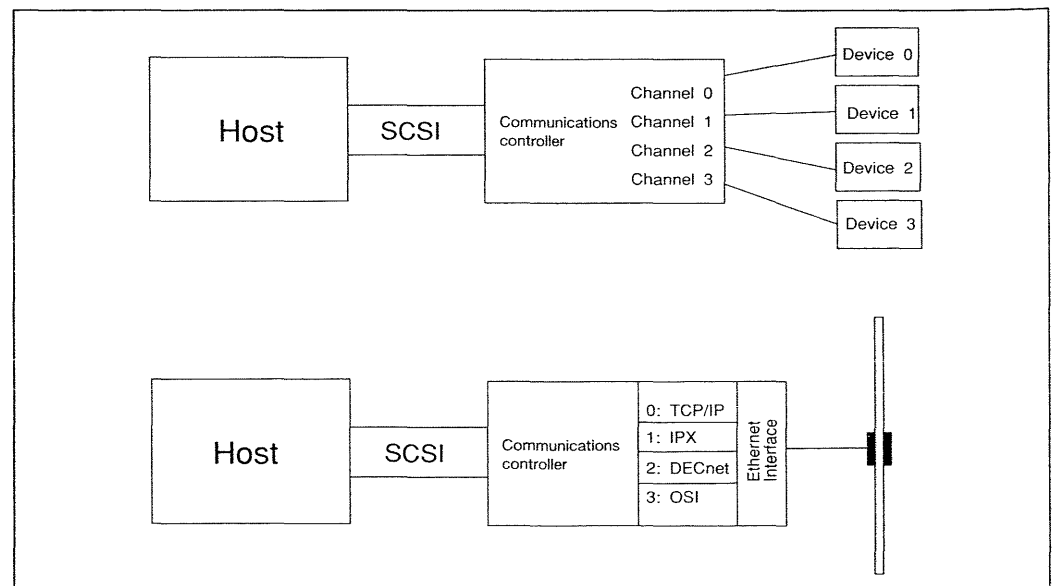 Host
SCSI
Communications
controller
Channel 0
Channel 1
Channel 2
Channel 3
Device 0
Device 1
Device 2
Device 3
Host
SCSI
Communications
controller
0: TCP/IP
1: IPX
2: DECnet
3: OSI
Ethernet
Interface